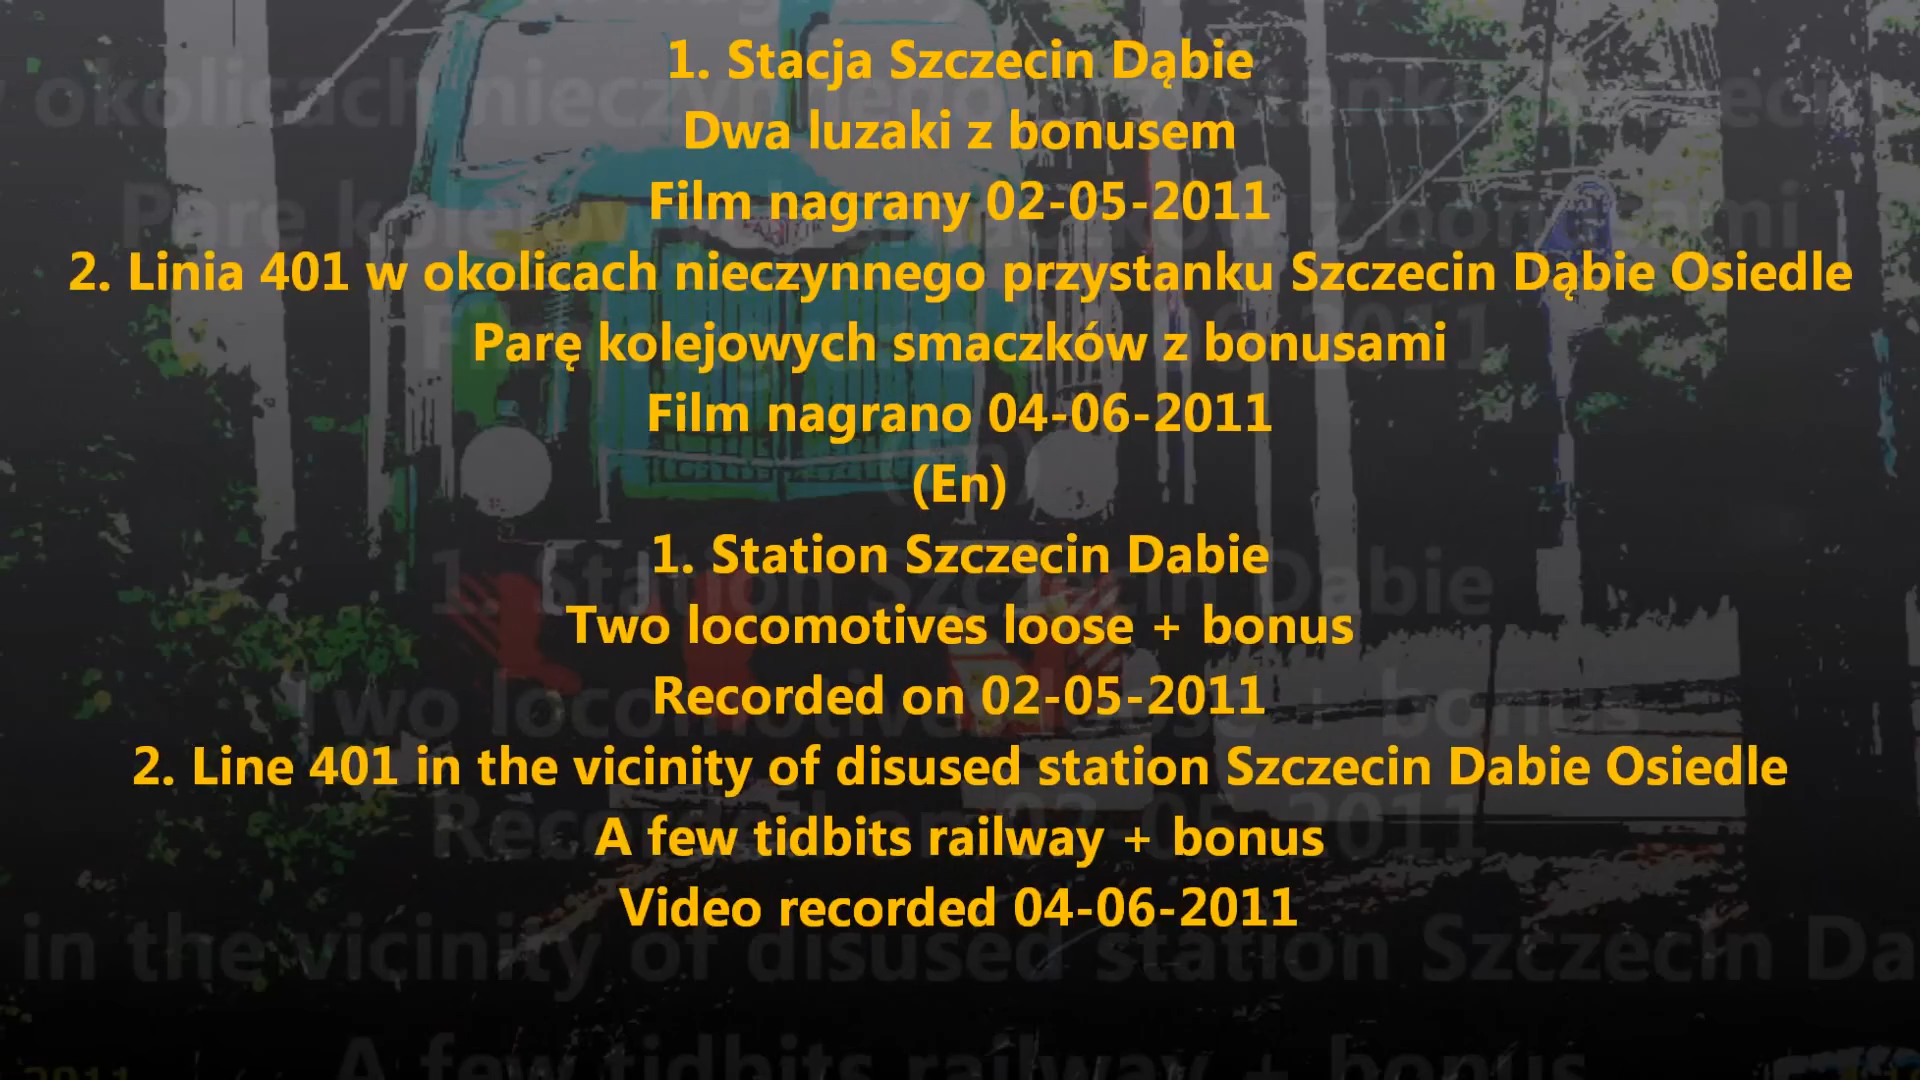 1. Stacja Szczecin Dąbie
Dwa luzaki z bonusem
Film nagrany 02-05-2011
2. Linia 401 w okolicach nieczynnego przystanku Szczecin Dąbie Osiedle
Parę kolejowych smaczków z bonusami
Film nagrano 04-06-2011
(En)
1. Station Szczecin Dabie
Two locomotives loose + bonus
Recorded on 02-05-2011
2. Line 401 in the vicinity of disused station Szczecin Dabie Osiedle
A few tidbits railway + bonus
Video recorded 04-06-2011